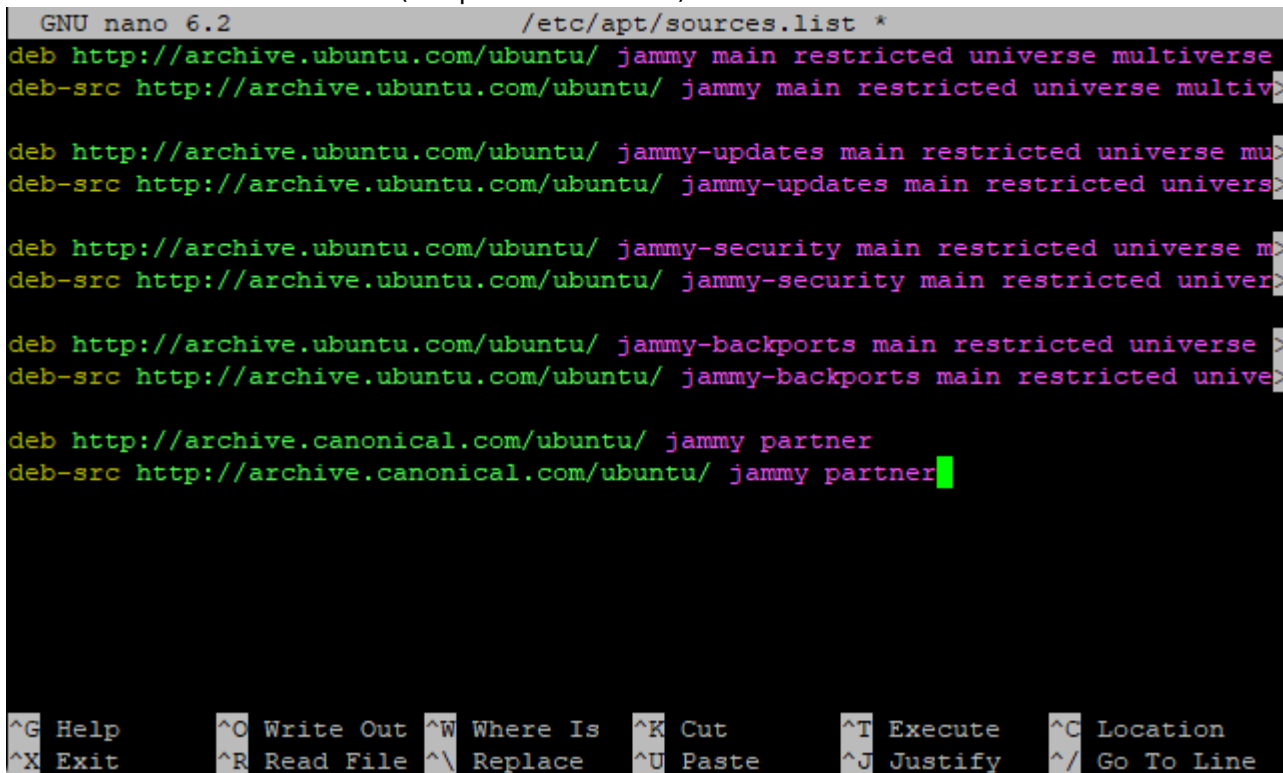 GNU nano 6.2 /etc/apt/sources.list *
deb http://archive.ubuntu.com/ubuntu/ jammy main restricted universe multiverse
deb-src http://archive.ubuntu.com/ubuntu/ jammy main restricted universe multiv>
deb http://archive.ubuntu.com/ubuntu/ jammy-updates main restricted universe mu>
deb-src http://archive.ubuntu.com/ubuntu/ jammy-updates main restricted univers>
deb http://archive.ubuntu.com/ubuntu/ jammy-security main restricted universe m>
deb-src http://archive.ubuntu.com/ubuntu/ jammy-security main restricted univer>
deb http://archive.ubuntu.com/ubuntu/ jammy-backports main restricted universe >
deb-src http://archive.ubuntu.com/ubuntu/ jammy-backports main restricted unive>
deb http://archive.canonical.com/ubuntu/ jammy partner
deb-src http://archive.canonical.com/ubuntu/ jammy partner
^G Help ^O Write Out ^W Where Is ^K Cut ^T Execute ^C Location
^X Exit ^R Read File ^\ Replace ^U Paste ^J Justify ^/ Go To Line